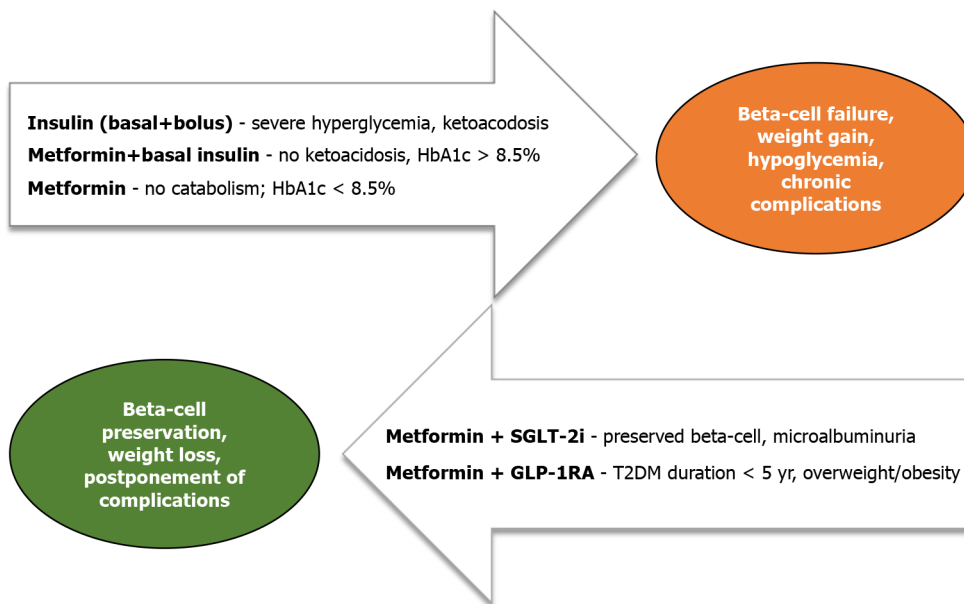 Insulin (basal+bolus) - severe hyperglycemia, ketoacodosis
Metformin+basal insulin - no ketoacidosis, HbA1c > 8.5%
Metformin - no catabolism; HbA1c < 8.5%
Beta-cell failure,
weight gain,
hypoglycemia,
chronic
complications
Beta-cell
preservation,
weight loss,
postponement of
complications
Metformin + SGLT-2i - preserved beta-cell, microalbuminuria
Metformin + GLP-1RA - T2DM duration < 5 yr, overweight/obesity